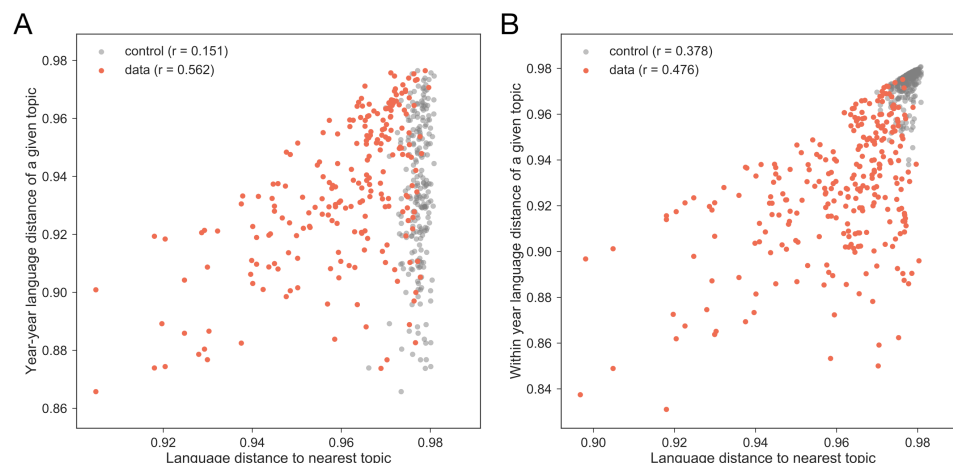 A
B
control (r = 0.151)
data (r = 0.562)
control (r = 0.378)
data (r = 0.476)
Year-year language distance of a given topic
0.98
0.96
0.94
0.92
0.90
0.88
0.86
0.92
0.94
0.96
0.98
Language distance to nearest topic
Within year language distance of a given topic
0.98
0.96
0.94
0.92
0.90
0.88
0.86
0.84
0.90
0.92
0.94
0.96
0.98
Language distance to nearest topic